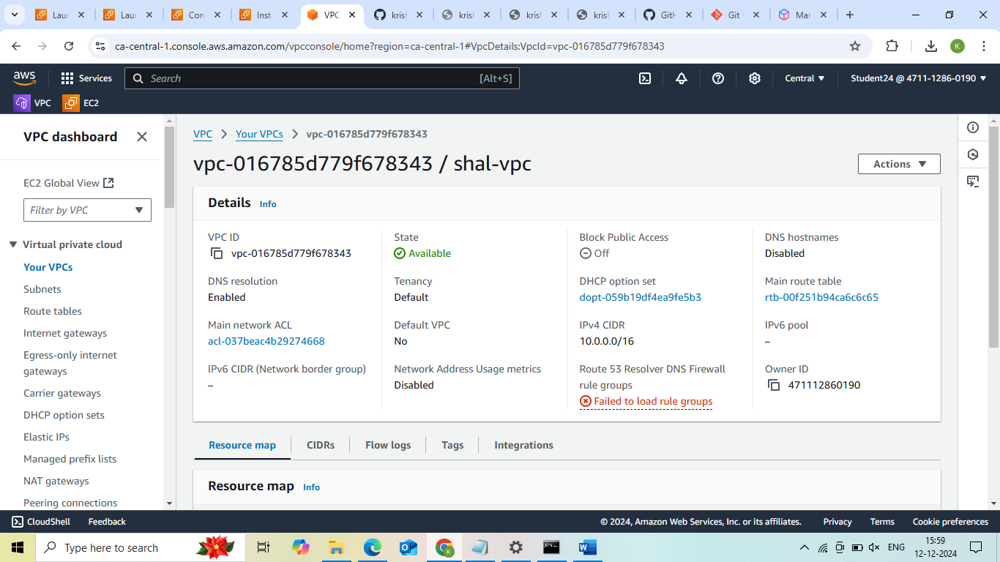 Laun
Laun
Con
Insta
VPC
krish
krish
krish
krish
GitH
Git -
Mar
ca-central-1.console.aws.amazon.com/vpcconsole/home?region=ca-central-1#VpcDetails:VpcId=vpc-016785d779f678343
K
aws
Services
Search
[Alt+S]
Central
Student24 @ 4711-1286-0190
VPC
EC2
VPC dashboard
EC2 Global View
Filter by VPC
Virtual private cloud
Your VPCs
Subnets
Route tables
Internet gateways
Egress-only internet
gateways
Carrier gateways
DHCP option sets
Elastic IPs
Managed prefix lists
NAT gateways
Peering connections
VPC
Your VPCs
vpc-016785d779f678343
vpc-016785d779f678343 / shal-vpc
Actions
Details Info
VPC ID
vpc-016785d779f678343
State
Available
Block Public Access
Off
DNS hostnames
Disabled
DNS resolution
Enabled
Tenancy
Default
DHCP option set
dopt-059b19df4ea9fe5b3
Main route table
rtb-00f251b94ca6c6c65
Main network ACL
acl-037beac4b29274668
Default VPC
No
IPv4 CIDR
10.0.0.0/16
IPv6 pool
–
IPv6 CIDR (Network border group)
–
Network Address Usage metrics
Disabled
Route 53 Resolver DNS Firewall
rule groups
Failed to load rule groups
Owner ID
471112860190
Resource map
CIDRs
Flow logs
Tags
Integrations
Resource map Info
CloudShell
Feedback
© 2024, Amazon Web Services, Inc. or its affiliates.
Privacy
Terms
Cookie preferences
Type here to search
ENG
15:59
12-12-2024